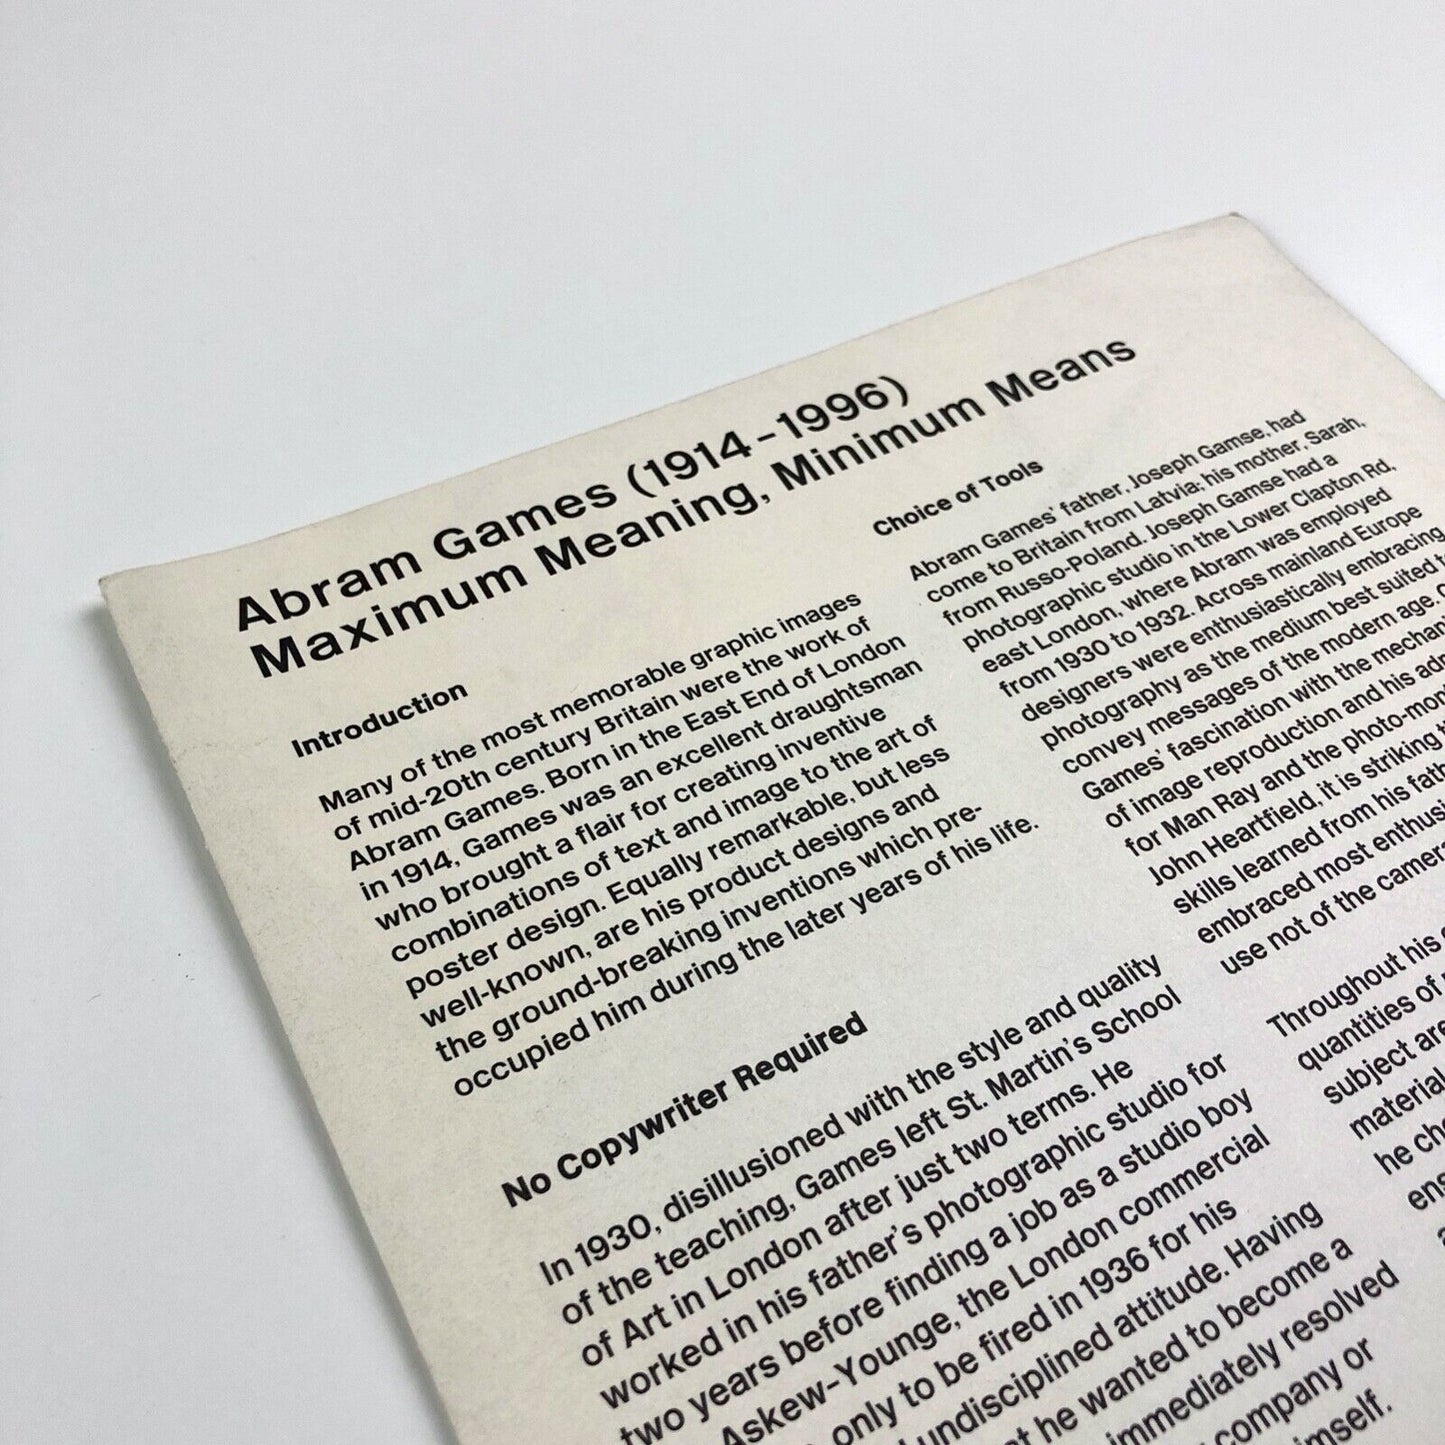 Abram Games (1914–1996)
Maximum Meaning, Minimum Means
Introduction
Many of the most memorable graphic images
of mid-20th century Britain were the work of
Abram Games. Born in the East End of London
in 1914, Games was an excellent draughtsman
who brought a flair for creating inventive
combinations of text and image to the art of
poster design. Equally remarkable, but less
well-known, are his product designs and
the ground-breaking inventions which pre-
occupied him during the later years of his life.
No Copywriter Required
In 1930, disillusioned with the style and quality
of the teaching, Games left St. Martin's School
of Art in London after just two terms. He
worked in his father's photographic studio for
two years before finding a job as a studio boy
Askew-Younge, the London commercial
only to be fired in 1936 for his
undisciplined attitude. Having
he wanted to become a
immediately resolved
company or
Choice of Tools
Abram Games' father, Joseph Gamse, had
come to Britain from Latvia; his mother, Sarah,
from Russo-Poland. Joseph Gamse had a
photographic studio in the Lower Clapton Rd,
east London, where Abram was employed
from 1930 to 1932. Across mainland Europe
designers were enthusiastically embracing
photography as the medium best suited
convey messages of the modern age.
Games' fascination with the
of image reproduction and his
for Man Ray and the
John Heartfield, it is striking
skills learned from his
embraced most
use not of the
Throughout his
quantities of
subject
material
he